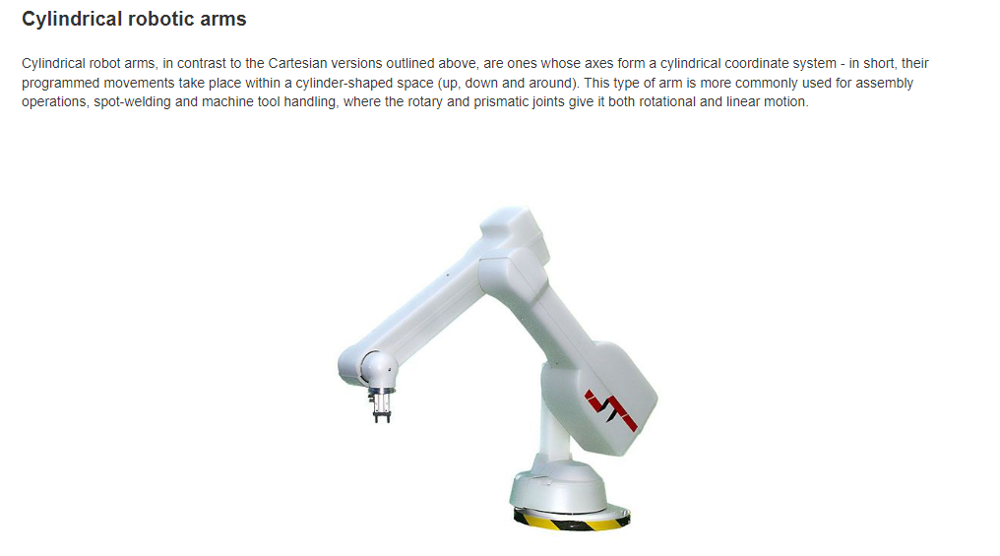 Cylindrical robotic arms
Cylindrical robot arms, in contrast to the Cartesian versions outlined above, are ones whose axes form a cylindrical coordinate system - in short, their
programmed movements take place within a cylinder-shaped space (up, down and around). This type of arm is more commonly used for assembly
operations, spot-welding and machine tool handling, where the rotary and prismatic joints give it both rotational and linear motion.